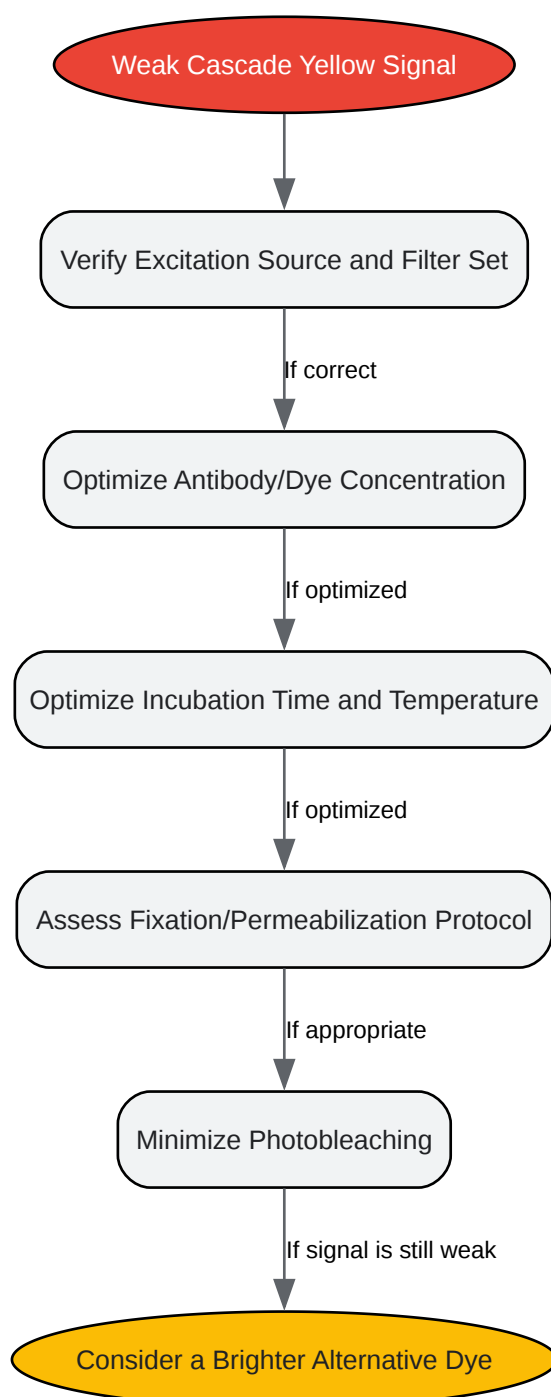 Weak Cascade Yellow Signal
Verify Excitation Source and Filter Set
If correct
Optimize Antibody/Dye Concentration
If optimized
Optimize Incubation Time and Temperature
If optimized
Assess Fixation/Permeabilization Protocol
If appropriate
Minimize Photobleaching
If signal is still weak
Consider a Brighter Alternative Dye